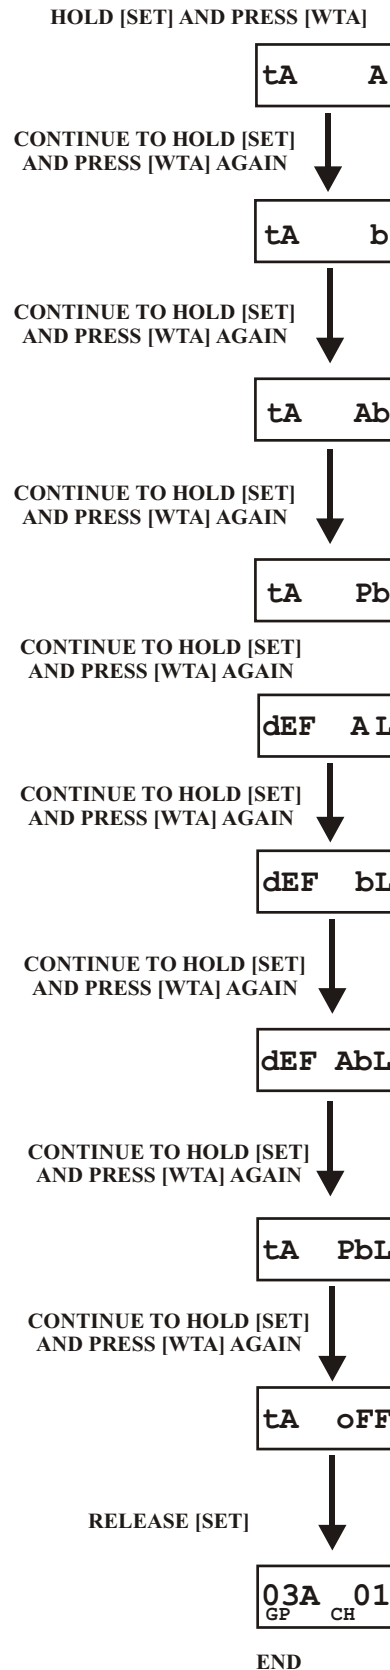 HOLD [SET] AND PRESS [WTA]
tA A
CONTINUE TO HOLD [SET]
AND PRESS [WTA] AGAIN
tA b
CONTINUE TO HOLD [SET]
AND PRESS [WTA] AGAIN
tA Ab
CONTINUE TO HOLD [SET]
AND PRESS [WTA] AGAIN
tA Pb
CONTINUE TO HOLD [SET]
AND PRESS [WTA] AGAIN
dEF A L
CONTINUE TO HOLD [SET]
AND PRESS [WTA] AGAIN
dEF bL
CONTINUE TO HOLD [SET]
AND PRESS [WTA] AGAIN
dEF AbL
CONTINUE TO HOLD [SET]
AND PRESS [WTA] AGAIN
tA PbL
CONTINUE TO HOLD [SET]
AND PRESS [WTA] AGAIN
tA oFF
RELEASE [SET]
03A 01
GP CH
END